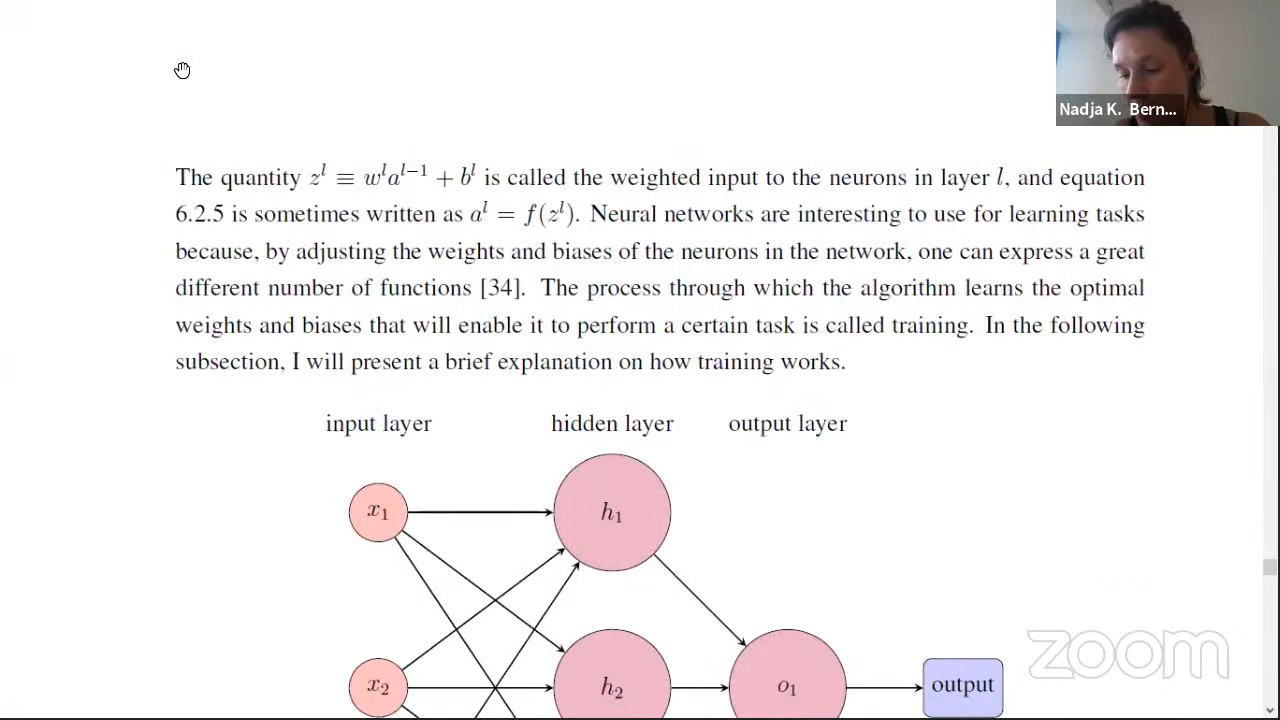 Nadja K. Bern...
The quantity zˡ ≡ wˡaˡ⁻¹ + bˡ is called the weighted input to the neurons in layer l, and equation
6.2.5 is sometimes written as aˡ = f(zˡ). Neural networks are interesting to use for learning tasks
because, by adjusting the weights and biases of the neurons in the network, one can express a great
different number of functions [34]. The process through which the algorithm learns the optimal
weights and biases that will enable it to perform a certain task is called training. In the following
subsection, I will present a brief explanation on how training works.
input layer hidden layer output layer
x₁ h₁
x₂ h₂ o₁ output
zoom